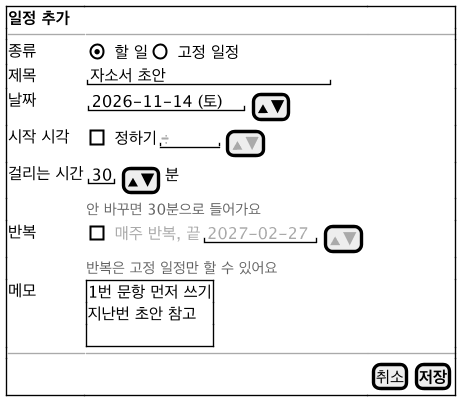 일정 추가
종류 할 일 고정 일정
제목 자소서 초안
날짜 2026-11-14 (토)
시작 시각 정하기 -:
걸리는 시간 30 분
안 바꾸면 30분으로 들어가요
반복 매주 반복, 끝 2027-02-27
반복은 고정 일정만 할 수 있어요
메모 1번 문항 먼저 쓰기
지난번 초안 참고
취소 저장